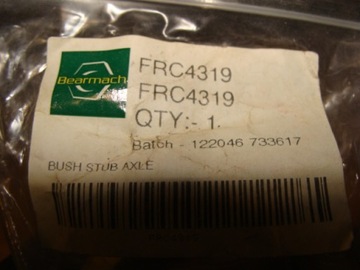 Bearmach
FRC4319
FRC4319
QTY:- 1.
Batch - 122046 733617
BUSH STUB AXLE